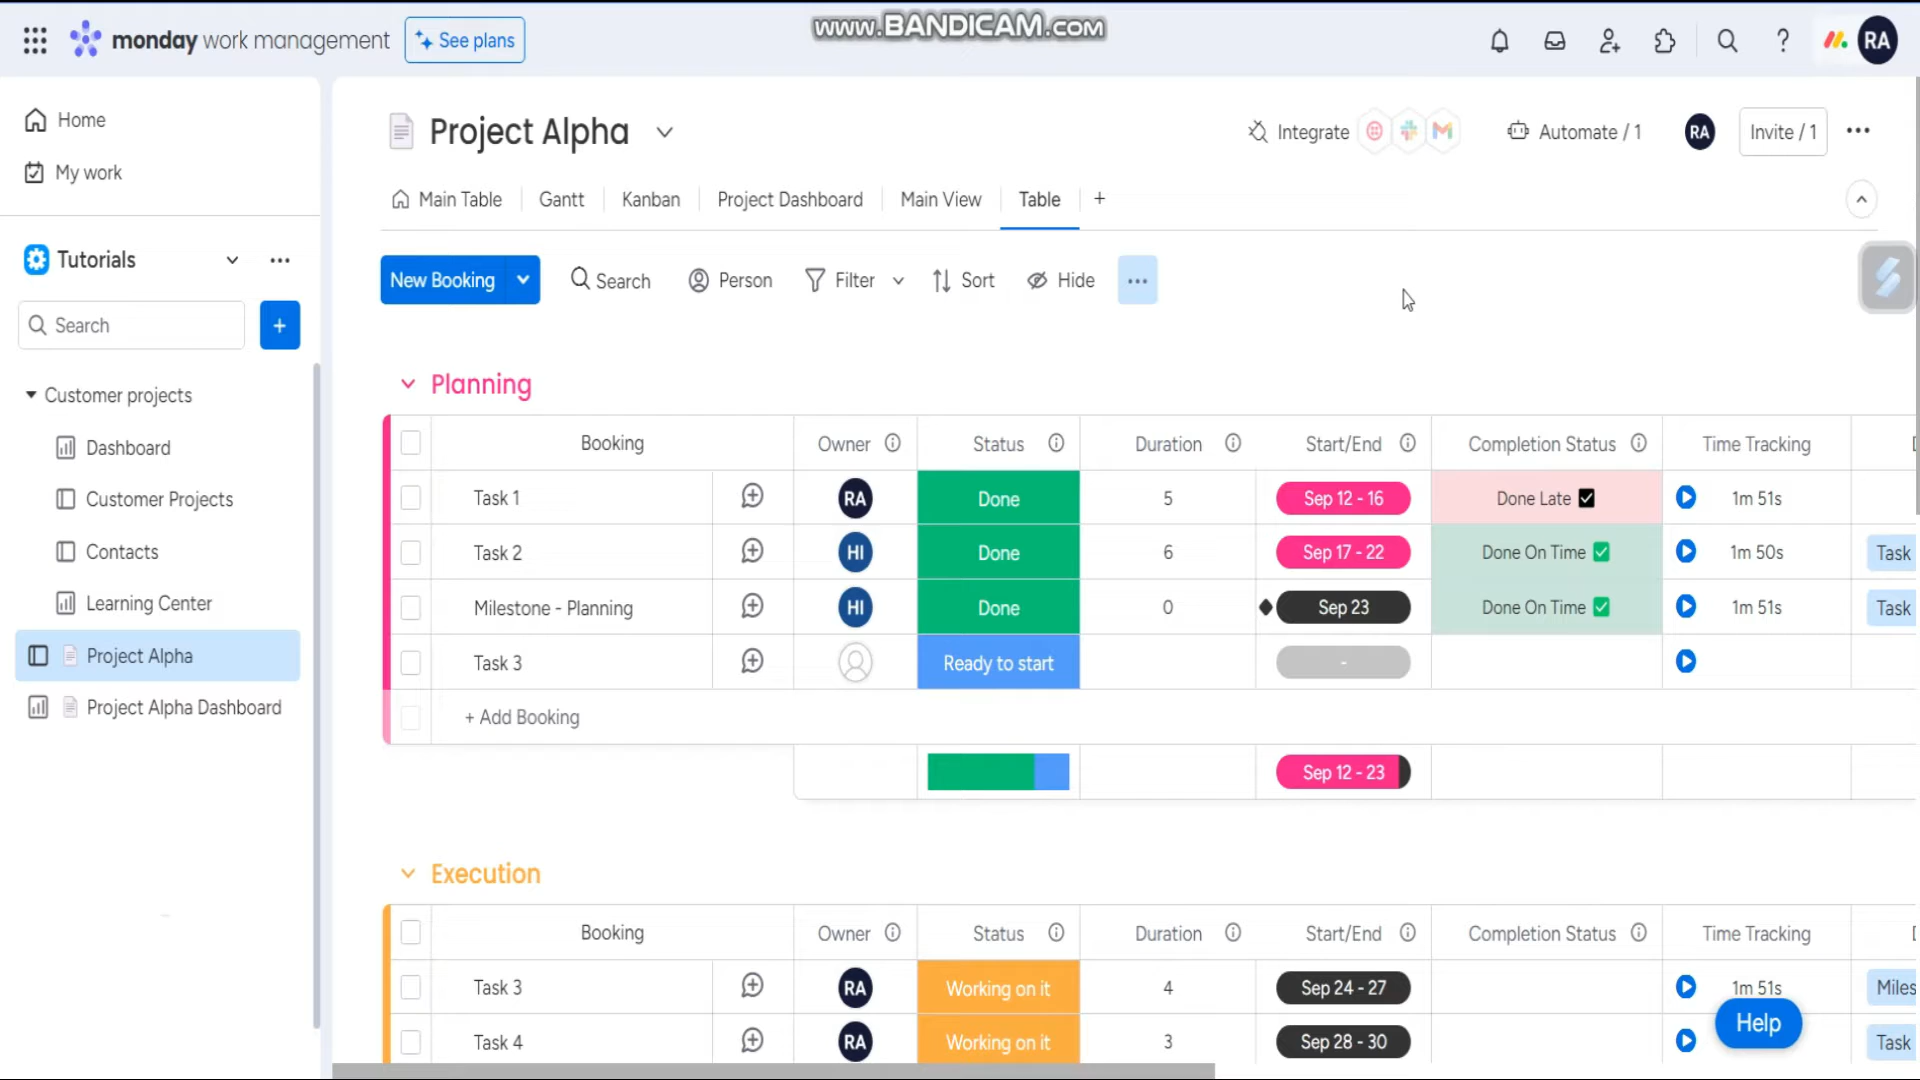 www.BANDICAM.com
monday work management
See plans
RA
Home
My work
Tutorials
Search
Customer projects
Dashboard
Customer Projects
Contacts
Learning Center
Project Alpha
Project Alpha Dashboard
Project Alpha
Integrate
Automate / 1
RA
Invite / 1
Main Table
Gantt
Kanban
Project Dashboard
Main View
Table
New Booking
Search
Person
Filter
Sort
Hide
Planning
Booking Owner Status Duration Start/End Completion Status Time Tracking
Task 1 RA Done 5 Sep 12 - 16 Done Late 1m 51s
Task 2 HI Done 6 Sep 17 - 22 Done On Time 1m 50s Task
Milestone - Planning HI Done 0 Sep 23 Done On Time 1m 51s Task
Task 3 Ready to start -
+ Add Booking
Sep 12 - 23
Execution
Booking Owner Status Duration Start/End Completion Status Time Tracking
Task 3 RA Working on it 4 Sep 24 - 27 1m 51s Miles
Task 4 RA Working on it 3 Sep 28 - 30 Task
Help